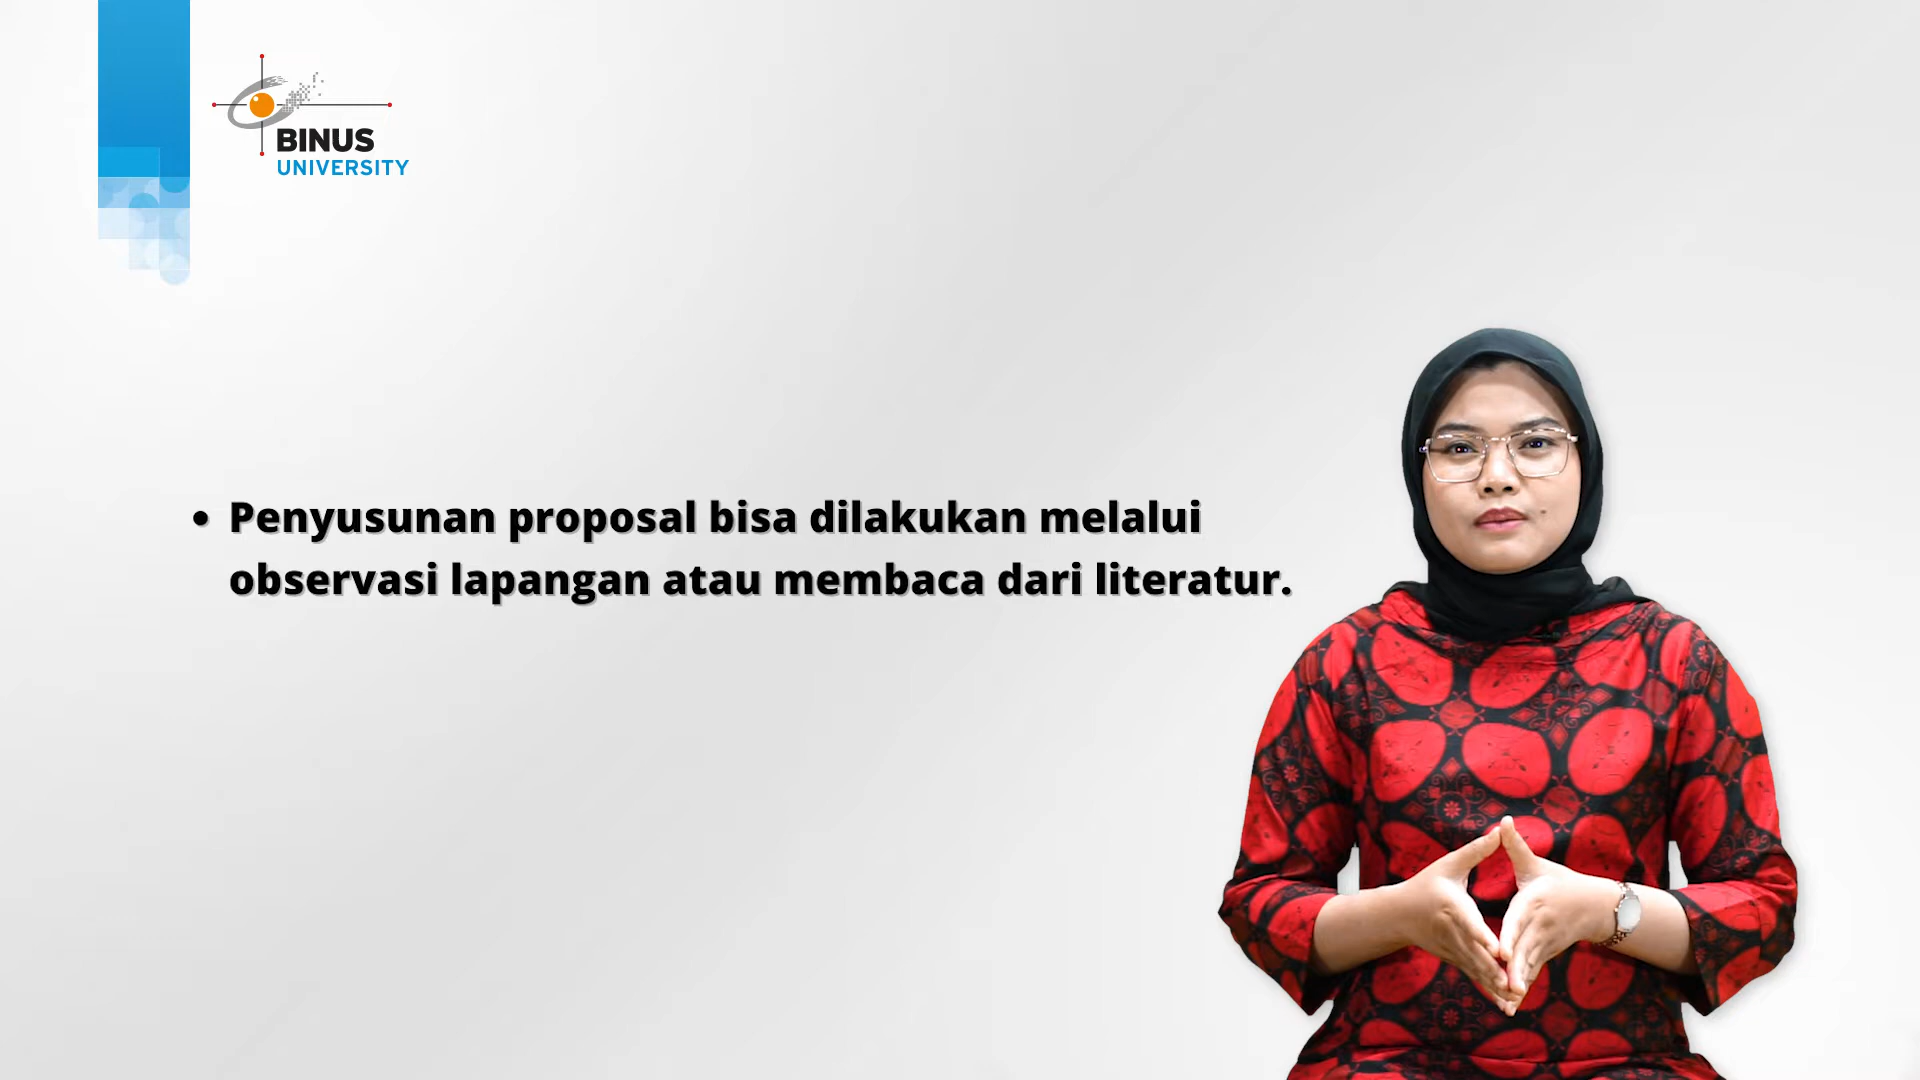 BINUS
UNIVERSITY
• Penyusunan proposal bisa dilakukan melalui
observasi lapangan atau membaca dari literatur.